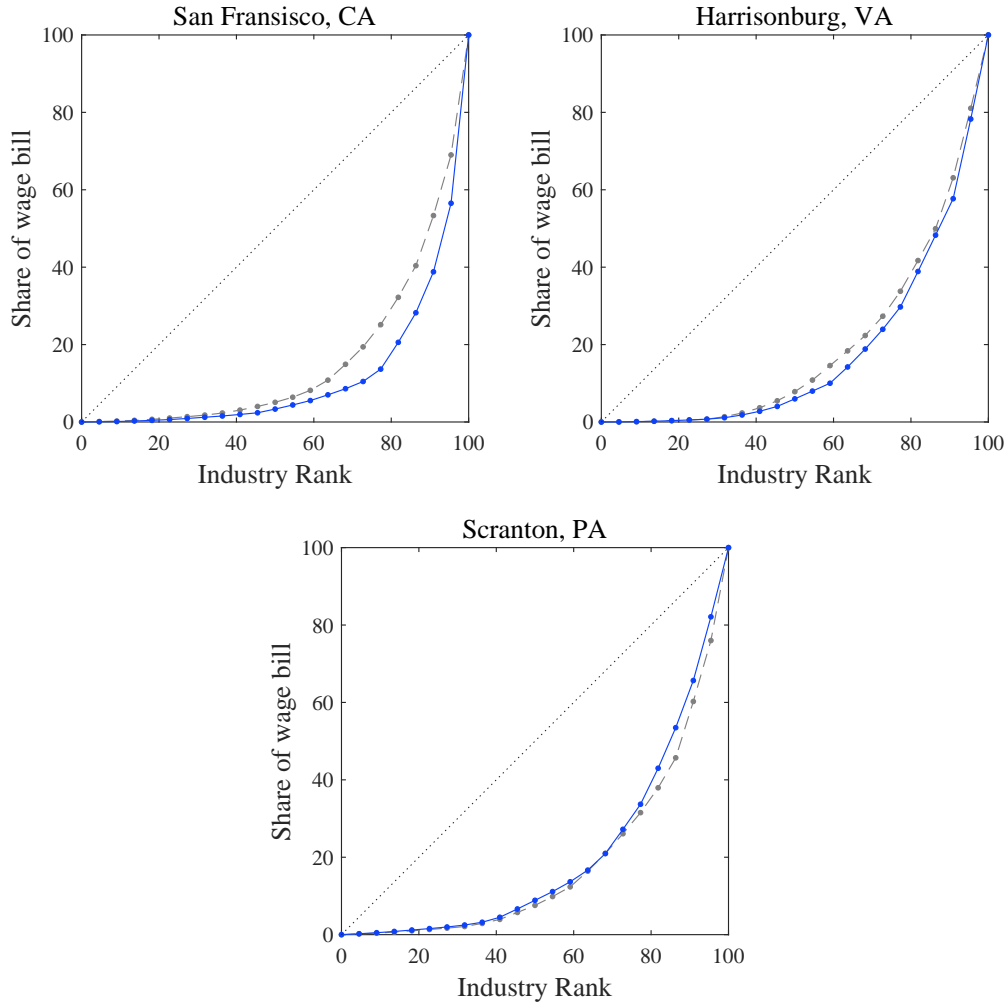 San Fransisco, CA
100
80
60
40
20
0
Share of wage bill
0 20 40 60 80 100
Industry Rank
Harrisonburg, VA
100
80
60
40
20
0
Share of wage bill
0 20 40 60 80 100
Industry Rank
Scranton, PA
100
80
60
40
20
0
Share of wage bill
0 20 40 60 80 100
Industry Rank